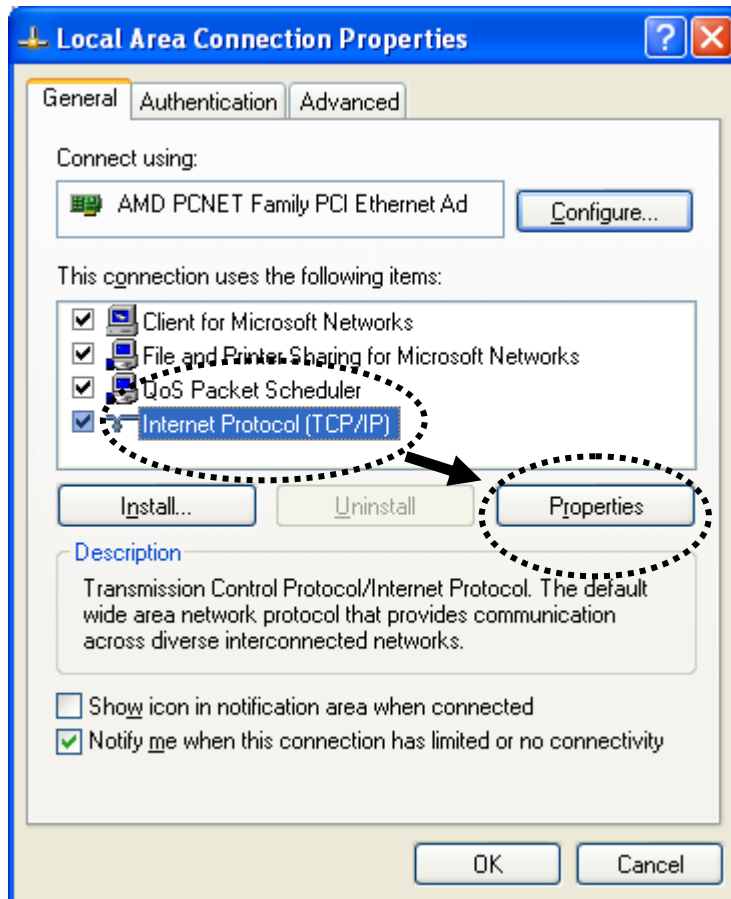 Local Area Connection Properties
General Authentication Advanced
Connect using:
AMD PCNET Family PCI Ethernet Ad
Configure...
This connection uses the following items:
Client for Microsoft Networks
File and Printer Sharing for Microsoft Networks
QoS Packet Scheduler
Internet Protocol (TCP/IP)
Install... Uninstall Properties
Description
Transmission Control Protocol/Internet Protocol. The default
wide area network protocol that provides communication
across diverse interconnected networks.
Show icon in notification area when connected
Notify me when this connection has limited or no connectivity
OK Cancel